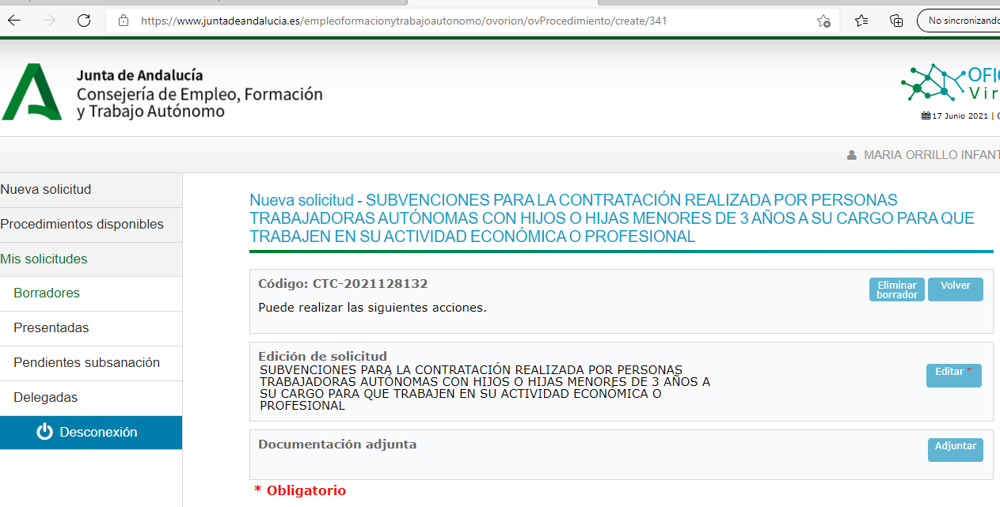 https://www.juntadeandalucia.es/empleoformacionytrabajoautonomo/ovorion/ovProcedimiento/create/341
No sincronizando
Junta de Andalucía
Consejería de Empleo, Formación
y Trabajo Autónomo
OFIC
Vir
17 Junio 2021 |
MARIA ORRILLO INFANT
Nueva solicitud
Procedimientos disponibles
Mis solicitudes
Borradores
Presentadas
Pendientes subsanación
Delegadas
Desconexión
Nueva solicitud - SUBVENCIONES PARA LA CONTRATACIÓN REALIZADA POR PERSONAS
TRABAJADORAS AUTÓNOMAS CON HIJOS O HIJAS MENORES DE 3 AÑOS A SU CARGO PARA QUE
TRABAJEN EN SU ACTIVIDAD ECONÓMICA O PROFESIONAL
Código: CTC-2021128132
Eliminar
borrador
Volver
Puede realizar las siguientes acciones.
Edición de solicitud
SUBVENCIONES PARA LA CONTRATACIÓN REALIZADA POR PERSONAS
TRABAJADORAS AUTÓNOMAS CON HIJOS O HIJAS MENORES DE 3 AÑOS A
SU CARGO PARA QUE TRABAJEN EN SU ACTIVIDAD ECONÓMICA O
PROFESIONAL
Editar *
Documentación adjunta
Adjuntar
* Obligatorio